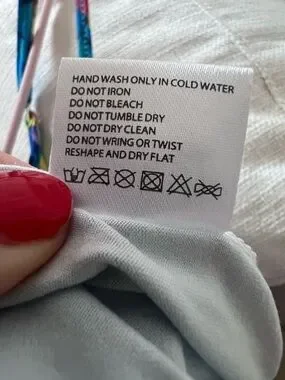 HAND WASH ONLY IN COLD WATER
DO NOT IRON
DO NOT BLEACH
DO NOT TUMBLE DRY
DO NOT DRY CLEAN
DO NOT WRING OR TWIST
RESHAPE AND DRY FLAT